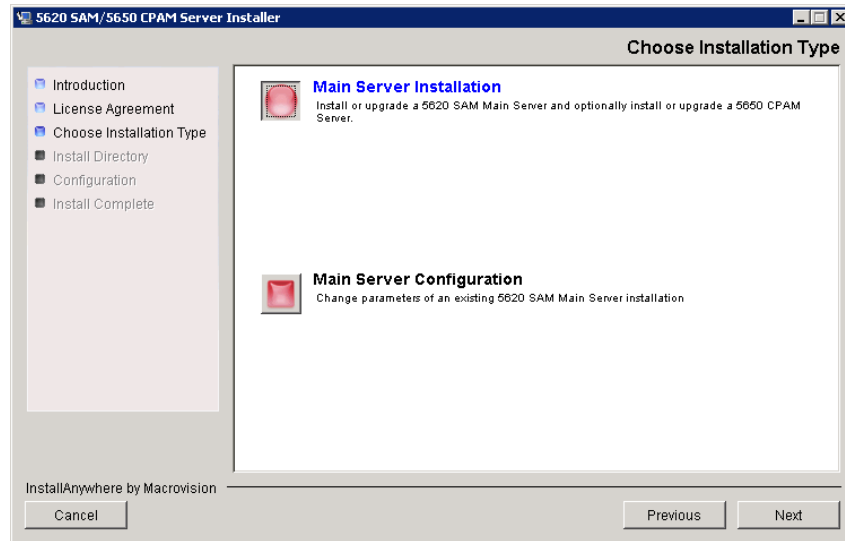 5620 SAM/5650 CPAM Server Installer
Choose Installation Type
Introduction
License Agreement
Choose Installation Type
Install Directory
Configuration
Install Complete
Main Server Installation
Install or upgrade a 5620 SAM Main Server and optionally install or upgrade a 5650 CPAM
Server.
Main Server Configuration
Change parameters of an existing 5620 SAM Main Server installation
InstallAnywhere by Macrovision
Cancel
Previous
Next